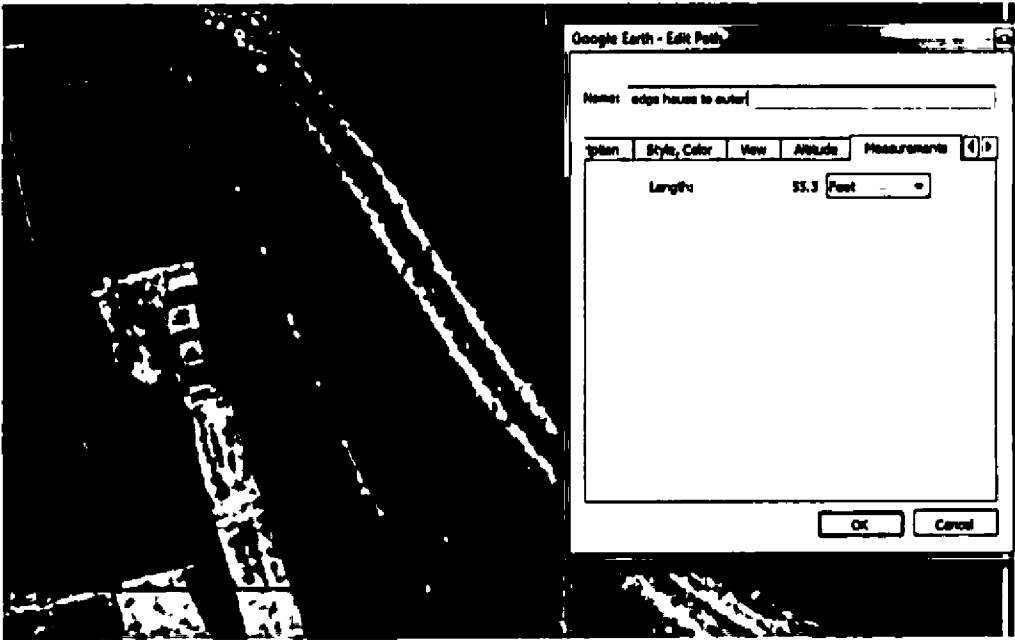 Google Earth - Edit Path
Name: edge house to outer
iption Style, Color View Altitude Measurements
Length: 55.3 Feet
OK Cancel